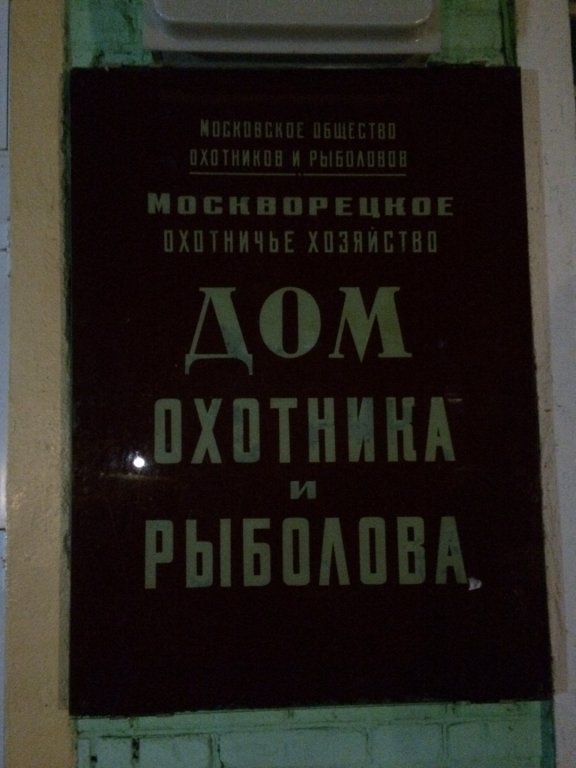 Московское общество
охотников и рыболовов
Москворецкое
охотничье хозяйство
ДОМ
ОХОТНИКА
И
РЫБОЛОВА